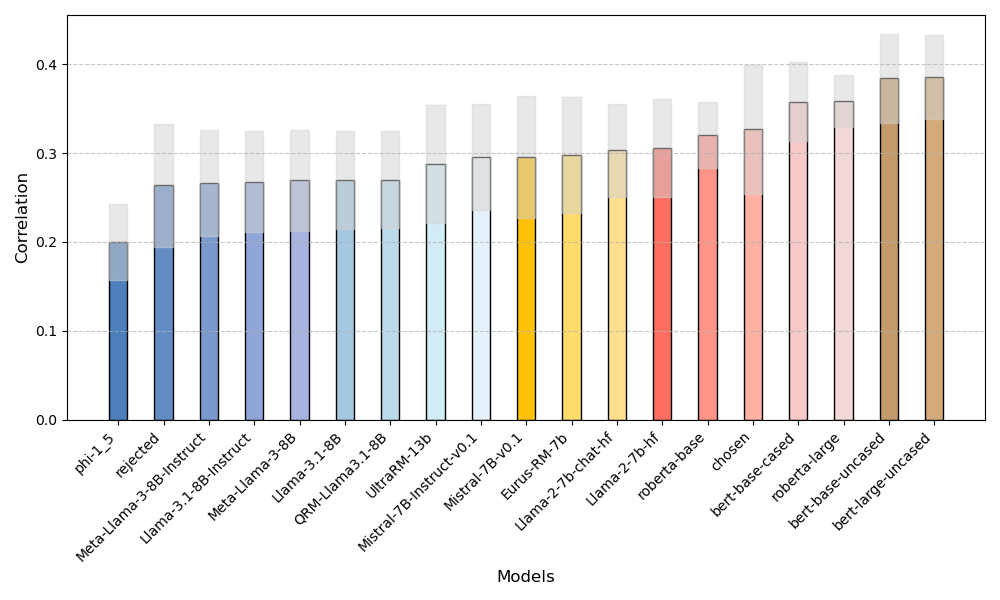 0.4
0.3
0.2
0.1
0.0
Correlation
phi-1_5
rejected
Meta-Llama-3-8B-Instruct
Llama-3.1-8B-Instruct
Meta-Llama-3-8B
Llama-3.1-8B
QRM-Llama3.1-8B
UltraRM-13b
Mistral-7B-Instruct-v0.1
Mistral-7B-v0.1
Eurus-RM-7b
Llama-2-7b-chat-hf
Llama-2-7b-hf
roberta-base
chosen
bert-base-cased
roberta-large
bert-base-uncased
bert-large-uncased
Models